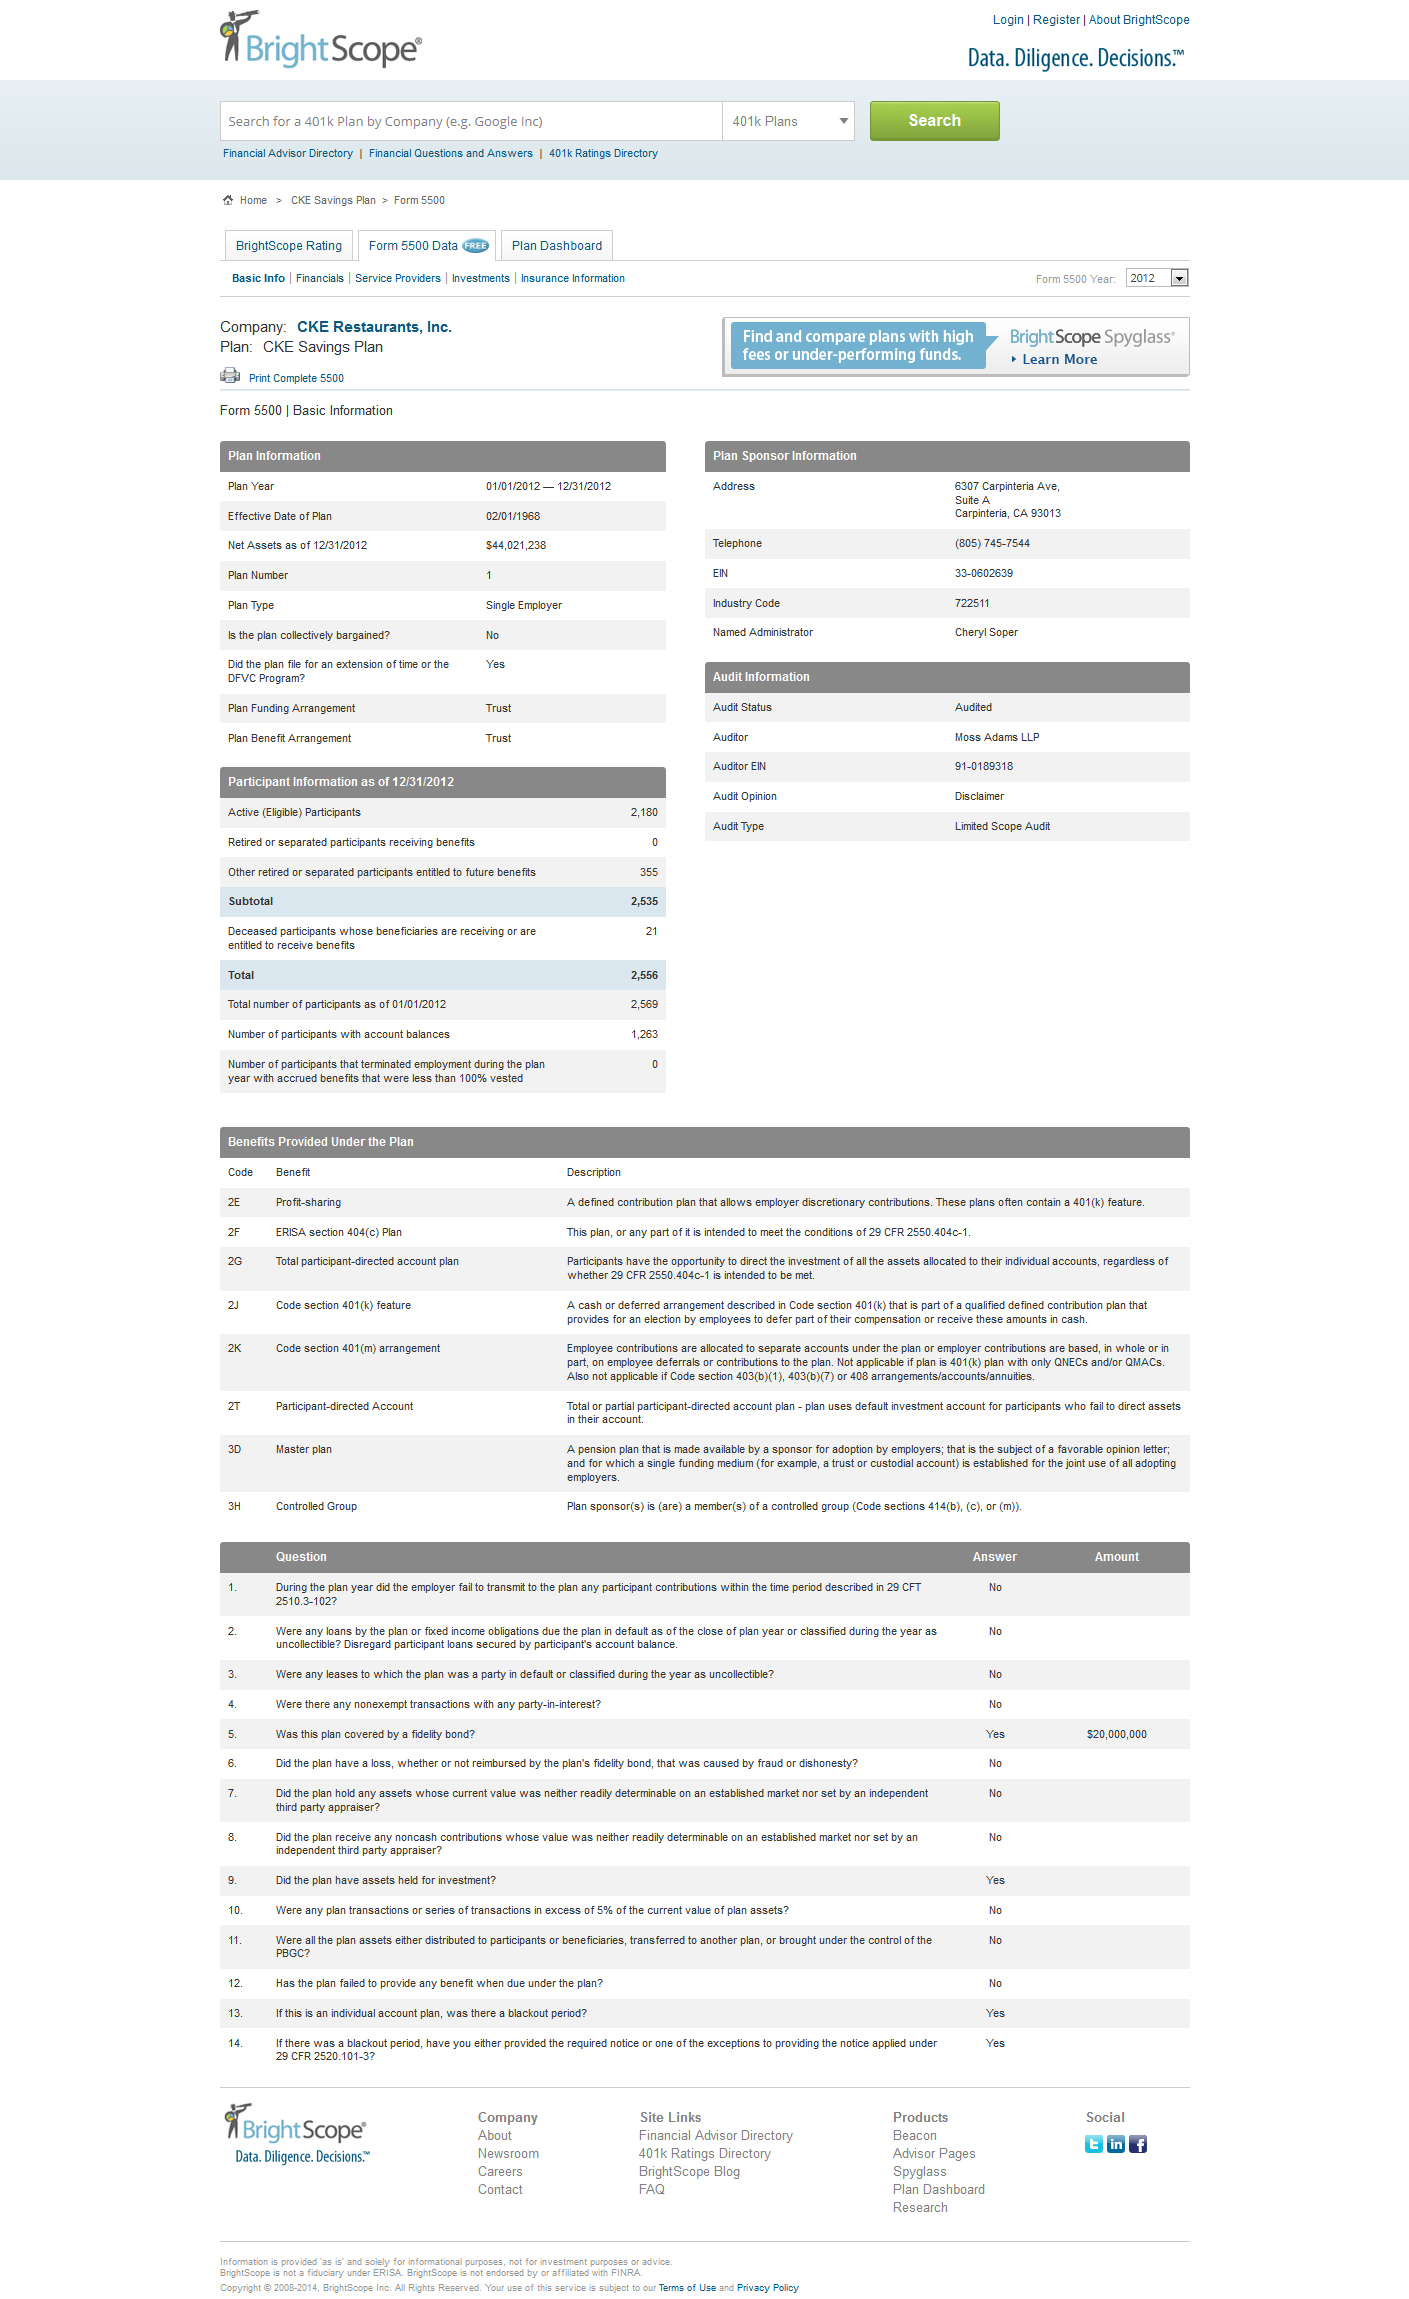 Login | Register | About BrightScope
BrightScope®
Data. Diligence. Decisions.™
Search for a 401k Plan by Company (e.g. Google Inc)
401k Plans
Search
Financial Advisor Directory | Financial Questions and Answers | 401k Ratings Directory
Home > CKE Savings Plan > Form 5500
BrightScope Rating
Form 5500 Data FREE
Plan Dashboard
Basic Info | Financials | Service Providers | Investments | Insurance Information
Form 5500 Year: 2012
Company: CKE Restaurants, Inc.
Plan: CKE Savings Plan
Print Complete 5500
Find and compare plans with high
fees or under-performing funds.
BrightScope Spyglass®
Learn More
Form 5500 | Basic Information
Plan Information
Plan Year 01/01/2012 — 12/31/2012
Effective Date of Plan 02/01/1968
Net Assets as of 12/31/2012 $44,021,238
Plan Number 1
Plan Type Single Employer
Is the plan collectively bargained? No
Did the plan file for an extension of time or the Yes
DFVC Program?
Plan Funding Arrangement Trust
Plan Benefit Arrangement Trust
Participant Information as of 12/31/2012
Active (Eligible) Participants 2,180
Retired or separated participants receiving benefits 0
Other retired or separated participants entitled to future benefits 355
Subtotal 2,535
Deceased participants whose beneficiaries are receiving or are 21
entitled to receive benefits
Total 2,556
Total number of participants as of 01/01/2012 2,569
Number of participants with account balances 1,263
Number of participants that terminated employment during the plan 0
year with accrued benefits that were less than 100% vested
Plan Sponsor Information
Address 6307 Carpinteria Ave,
Suite A
Carpinteria, CA 93013
Telephone (805) 745-7544
EIN 33-0602639
Industry Code 722511
Named Administrator Cheryl Soper
Audit Information
Audit Status Audited
Auditor Moss Adams LLP
Auditor EIN 91-0189318
Audit Opinion Disclaimer
Audit Type Limited Scope Audit
Benefits Provided Under the Plan
Code Benefit Description
2E Profit-sharing A defined contribution plan that allows employer discretionary contributions. These plans often contain a 401(k) feature.
2F ERISA section 404(c) Plan This plan, or any part of it is intended to meet the conditions of 29 CFR 2550.404c-1.
2G Total participant-directed account plan Participants have the opportunity to direct the investment of all the assets allocated to their individual accounts, regardless of
whether 29 CFR 2550.404c-1 is intended to be met.
2J Code section 401(k) feature A cash or deferred arrangement described in Code section 401(k) that is part of a qualified defined contribution plan that
provides for an election by employees to defer part of their compensation or receive these amounts in cash.
2K Code section 401(m) arrangement Employee contributions are allocated to separate accounts under the plan or employer contributions are based, in whole or in
part, on employee deferrals or contributions to the plan. Not applicable if plan is 401(k) plan with only QNECs and/or QMACs.
Also not applicable if Code section 403(b)(1), 403(b)(7) or 408 arrangements/accounts/annuities.
2T Participant-directed Account Total or partial participant-directed account plan - plan uses default investment account for participants who fail to direct assets
in their account.
3D Master plan A pension plan that is made available by a sponsor for adoption by employers; that is the subject of a favorable opinion letter;
and for which a single funding medium (for example, a trust or custodial account) is established for the joint use of all adopting
employers.
3H Controlled Group Plan sponsor(s) is (are) a member(s) of a controlled group (Code sections 414(b), (c), or (m)).
Question Answer Amount
1. During the plan year did the employer fail to transmit to the plan any participant contributions within the time period described in 29 CFT No
2510.3-102?
2. Were any loans by the plan or fixed income obligations due the plan in default as of the close of plan year or classified during the year as No
uncollectible? Disregard participant loans secured by participant's account balance.
3. Were any leases to which the plan was a party in default or classified during the year as uncollectible? No
4. Were there any nonexempt transactions with any party-in-interest? No
5. Was this plan covered by a fidelity bond? Yes $20,000,000
6. Did the plan have a loss, whether or not reimbursed by the plan's fidelity bond, that was caused by fraud or dishonesty? No
7. Did the plan hold any assets whose current value was neither readily determinable on an established market nor set by an independent No
third party appraiser?
8. Did the plan receive any noncash contributions whose value was neither readily determinable on an established market nor set by an No
independent third party appraiser?
9. Did the plan have assets held for investment? Yes
10. Were any plan transactions or series of transactions in excess of 5% of the current value of plan assets? No
11. Were all the plan assets either distributed to participants or beneficiaries, transferred to another plan, or brought under the control of the No
PBGC?
12. Has the plan failed to provide any benefit when due under the plan? No
13. If this is an individual account plan, was there a blackout period? Yes
14. If there was a blackout period, have you either provided the required notice or one of the exceptions to providing the notice applied under Yes
29 CFR 2520.101-3?
BrightScope®
Data. Diligence. Decisions.™
Company
About
Newsroom
Careers
Contact
Site Links
Financial Advisor Directory
401k Ratings Directory
BrightScope Blog
FAQ
Products
Beacon
Advisor Pages
Spyglass
Plan Dashboard
Research
Social
Information is provided 'as is' and solely for informational purposes, not for investment purposes or advice.
BrightScope is not a fiduciary under ERISA. BrightScope is not endorsed by or affiliated with FINRA.
Copyright © 2008-2014, BrightScope Inc. All Rights Reserved. Your use of this service is subject to our Terms of Use and Privacy Policy